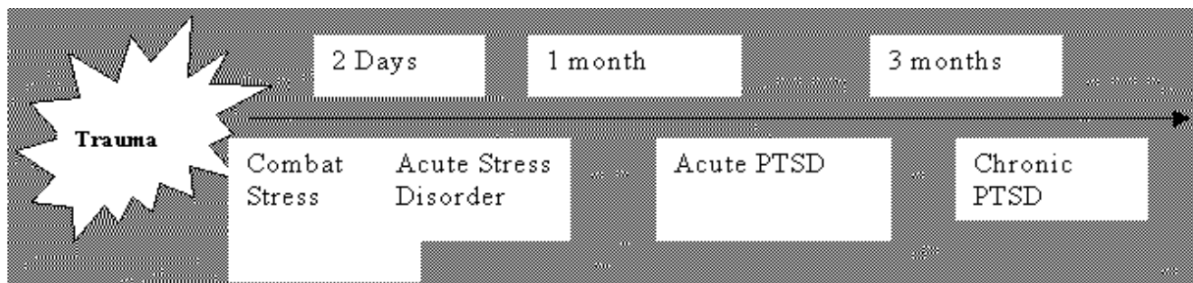 2 Days
1 month
3 months
Trauma
Combat
Stress
Acute Stress
Disorder
Acute PTSD
Chronic
PTSD